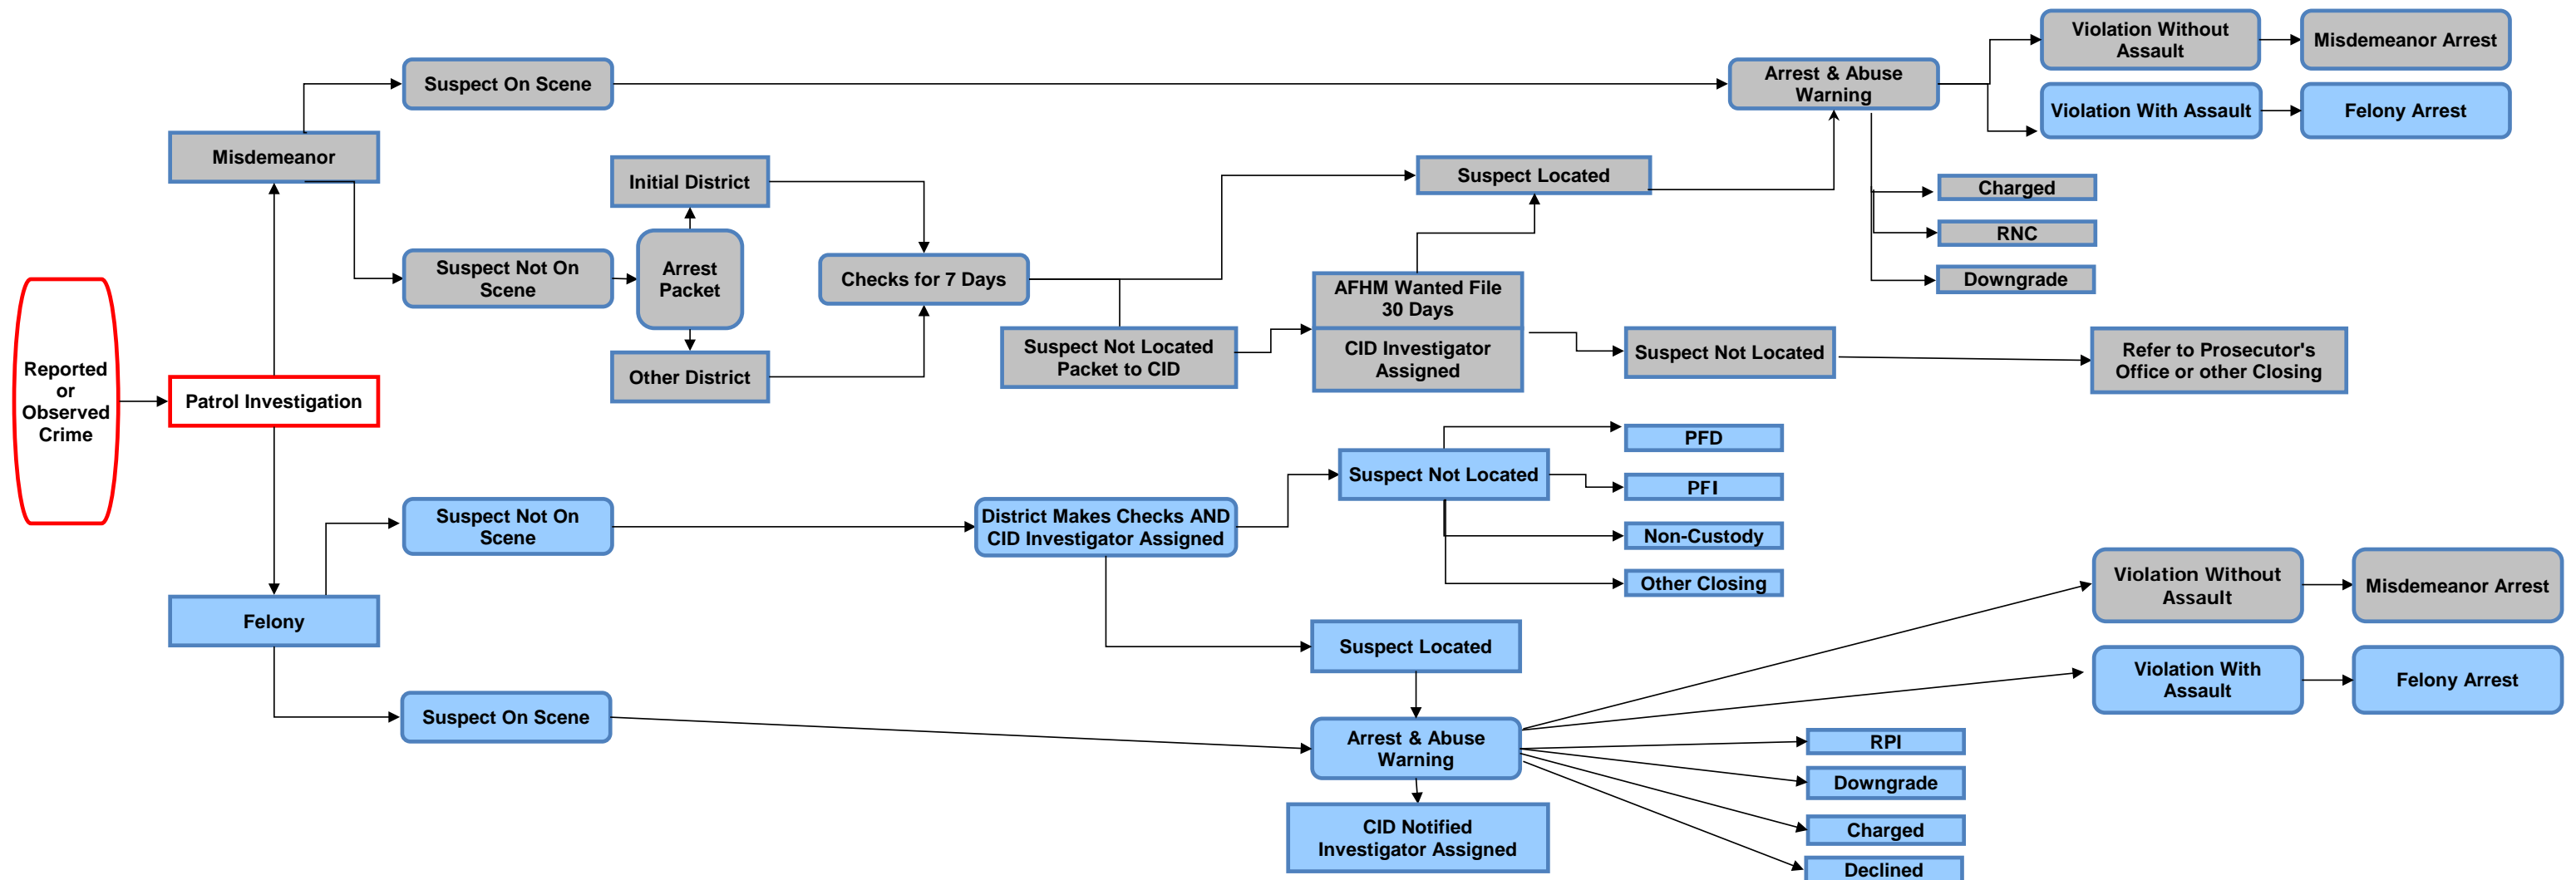 Violation Without
Assault
Misdemeanor Arrest
Suspect On Scene
Arrest & Abuse
Warning
Violation With Assault
Felony Arrest
Misdemeanor
Initial District
Suspect Located
Charged
RNC
Downgrade
Suspect Not On
Scene
Arrest
Packet
Checks for 7 Days
AFHM Wanted File
30 Days
CID Investigator
Assigned
Suspect Not Located
Packet to CID
Suspect Not Located
Refer to Prosecutor's
Office or other Closing
Other District
Reported
or
Observed
Crime
Patrol Investigation
PFD
Suspect Not Located
PFI
Non-Custody
Other Closing
Suspect Not On
Scene
District Makes Checks AND
CID Investigator Assigned
Violation Without
Assault
Misdemeanor Arrest
Felony
Suspect Located
Violation With
Assault
Felony Arrest
Suspect On Scene
Arrest & Abuse
Warning
RPI
Downgrade
Charged
Declined
CID Notified
Investigator Assigned